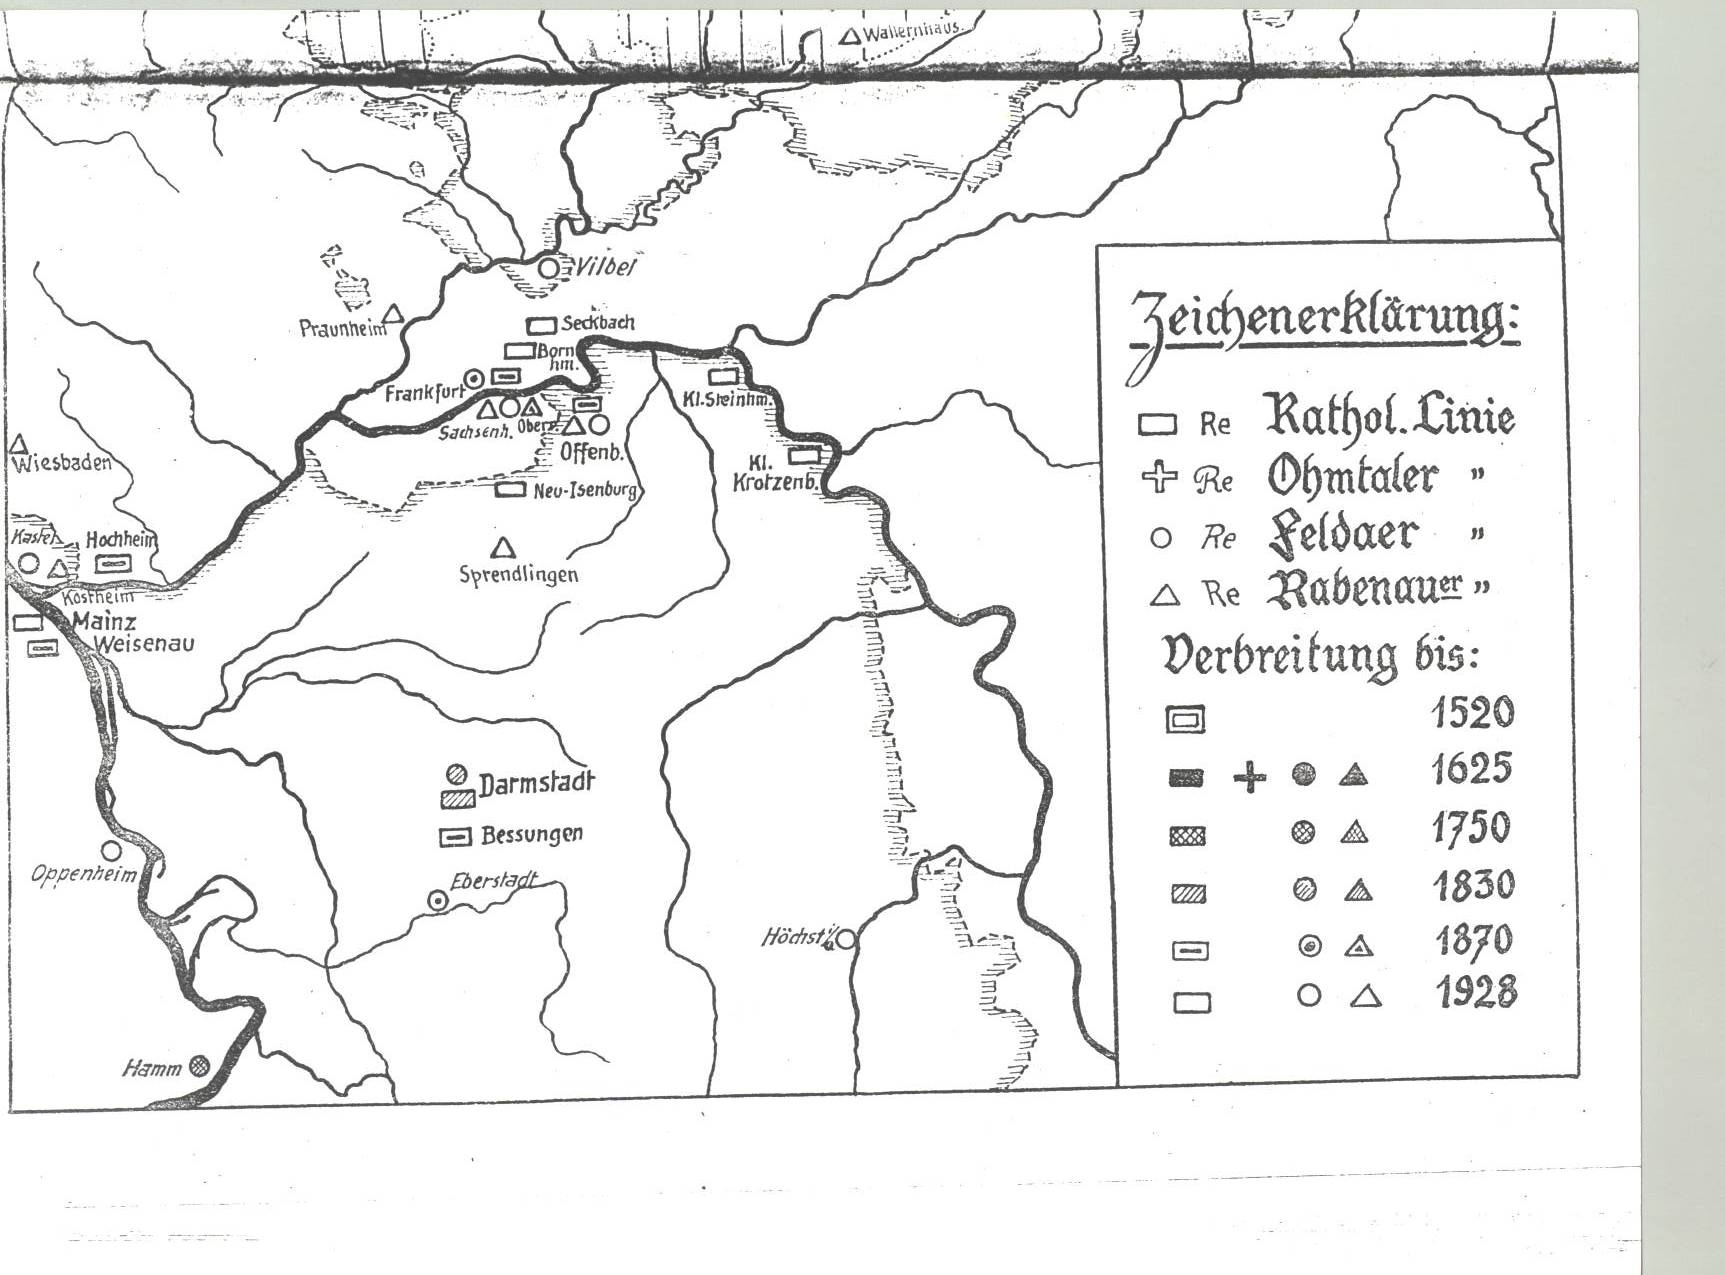 Wallernhaus.
Vilbel
Praunheim
Seckbach
Born
hm.
Frankfurt
Sachsenh.
Oberr.
Offenb.
Kl. Steinhm.
Kl.
Krotzenb.
Wiesbaden
Neu-Isenburg
Kastel
Hochheim
Kostheim
Mainz
Weisenau
Sprendlingen
Darmstadt
Bessungen
Eberstadt
Oppenheim
Höchst i/
Hamm
Zeichenerklärung:
Re Kathol. Linie
Re Ohmtaler "
Re Feldaer "
Re Rabenauer "
Verbreitung bis:
1520
1625
1750
1830
1870
1928